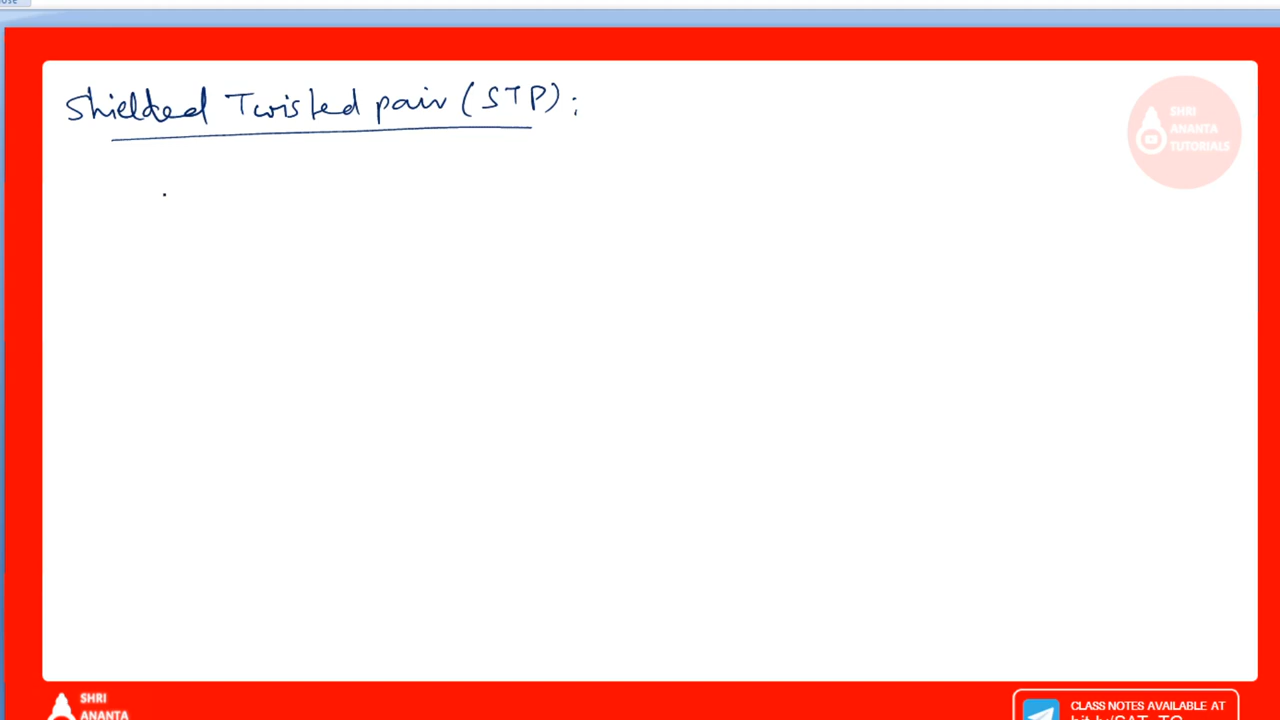 Shielded Twisted pair (STP) :
SHRI
ANANTA
TUTORIALS
SHRI
ANANTA
CLASS NOTES AVAILABLE AT